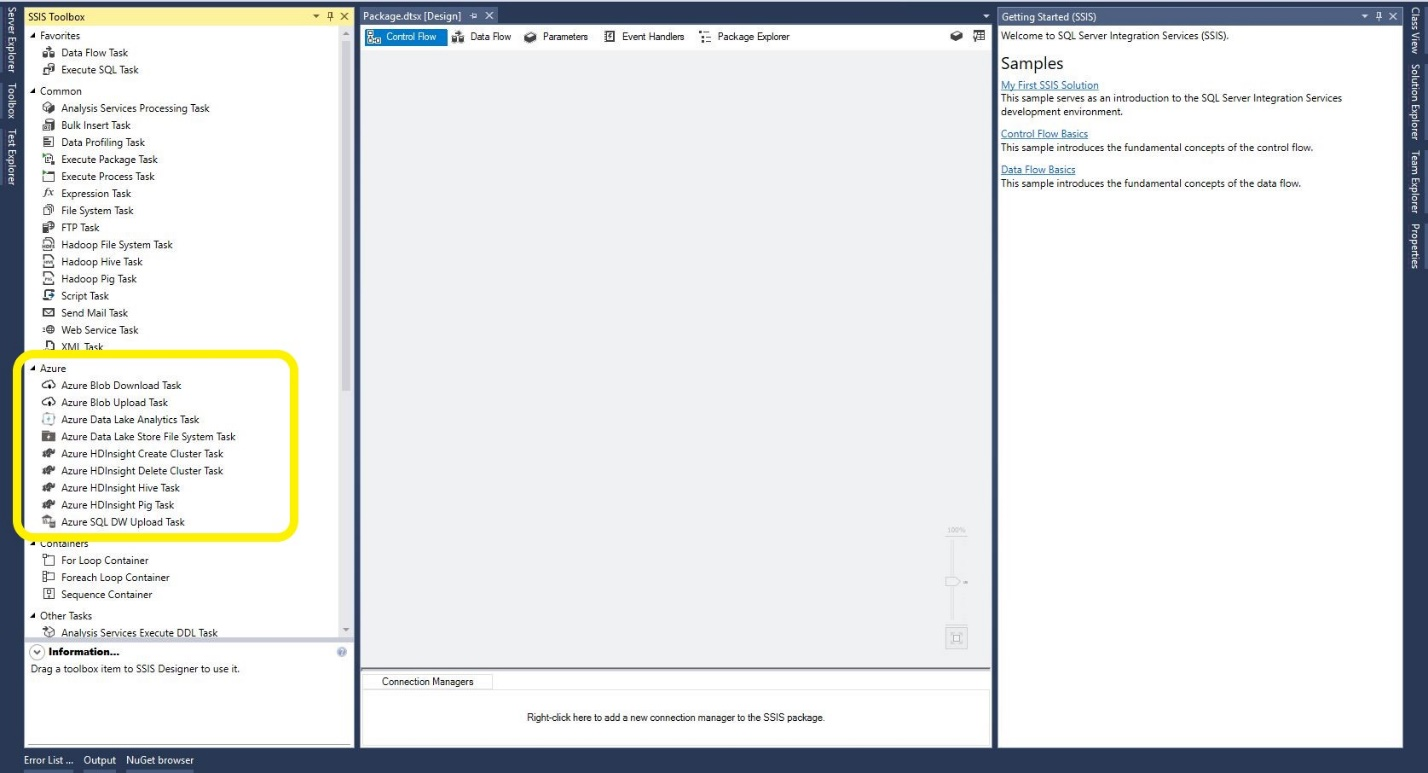 Server Explorer
Toolbox
Test Explorer
SSIS Toolbox
Favorites
Data Flow Task
Execute SQL Task
Common
Analysis Services Processing Task
Bulk Insert Task
Data Profiling Task
Execute Package Task
Execute Process Task
fx Expression Task
File System Task
FTP Task
Hadoop File System Task
Hadoop Hive Task
Hadoop Pig Task
Script Task
Send Mail Task
Web Service Task
XML Task
Azure
Azure Blob Download Task
Azure Blob Upload Task
Azure Data Lake Analytics Task
Azure Data Lake Store File System Task
Azure HDInsight Create Cluster Task
Azure HDInsight Delete Cluster Task
Azure HDInsight Hive Task
Azure HDInsight Pig Task
Azure SQL DW Upload Task
Containers
For Loop Container
Foreach Loop Container
Sequence Container
Other Tasks
Analysis Services Execute DDL Task
Information...
Drag a toolbox item to SSIS Designer to use it.
Package.dtsx [Design]
Control Flow Data Flow Parameters Event Handlers Package Explorer
100%
Connection Managers
Right-click here to add a new connection manager to the SSIS package.
Getting Started (SSIS)
Welcome to SQL Server Integration Services (SSIS).
Samples
My First SSIS Solution
This sample serves as an introduction to the SQL Server Integration Services
development environment.
Control Flow Basics
This sample introduces the fundamental concepts of the control flow.
Data Flow Basics
This sample introduces the fundamental concepts of the data flow.
Class View
Solution Explorer
Team Explorer
Properties
Error List ... Output NuGet browser